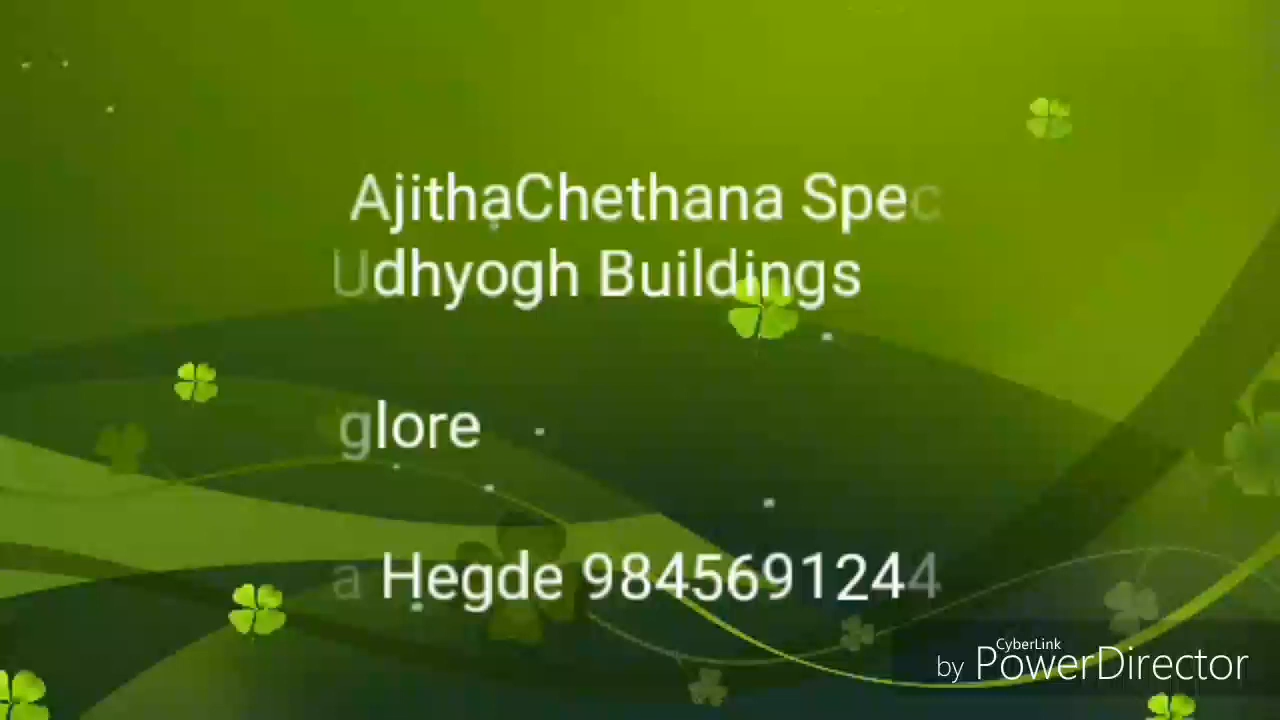 AjithaChethana Spec
Udhyogh Buildings
glore
a Hegde 9845691244
CyberLink
by PowerDirector